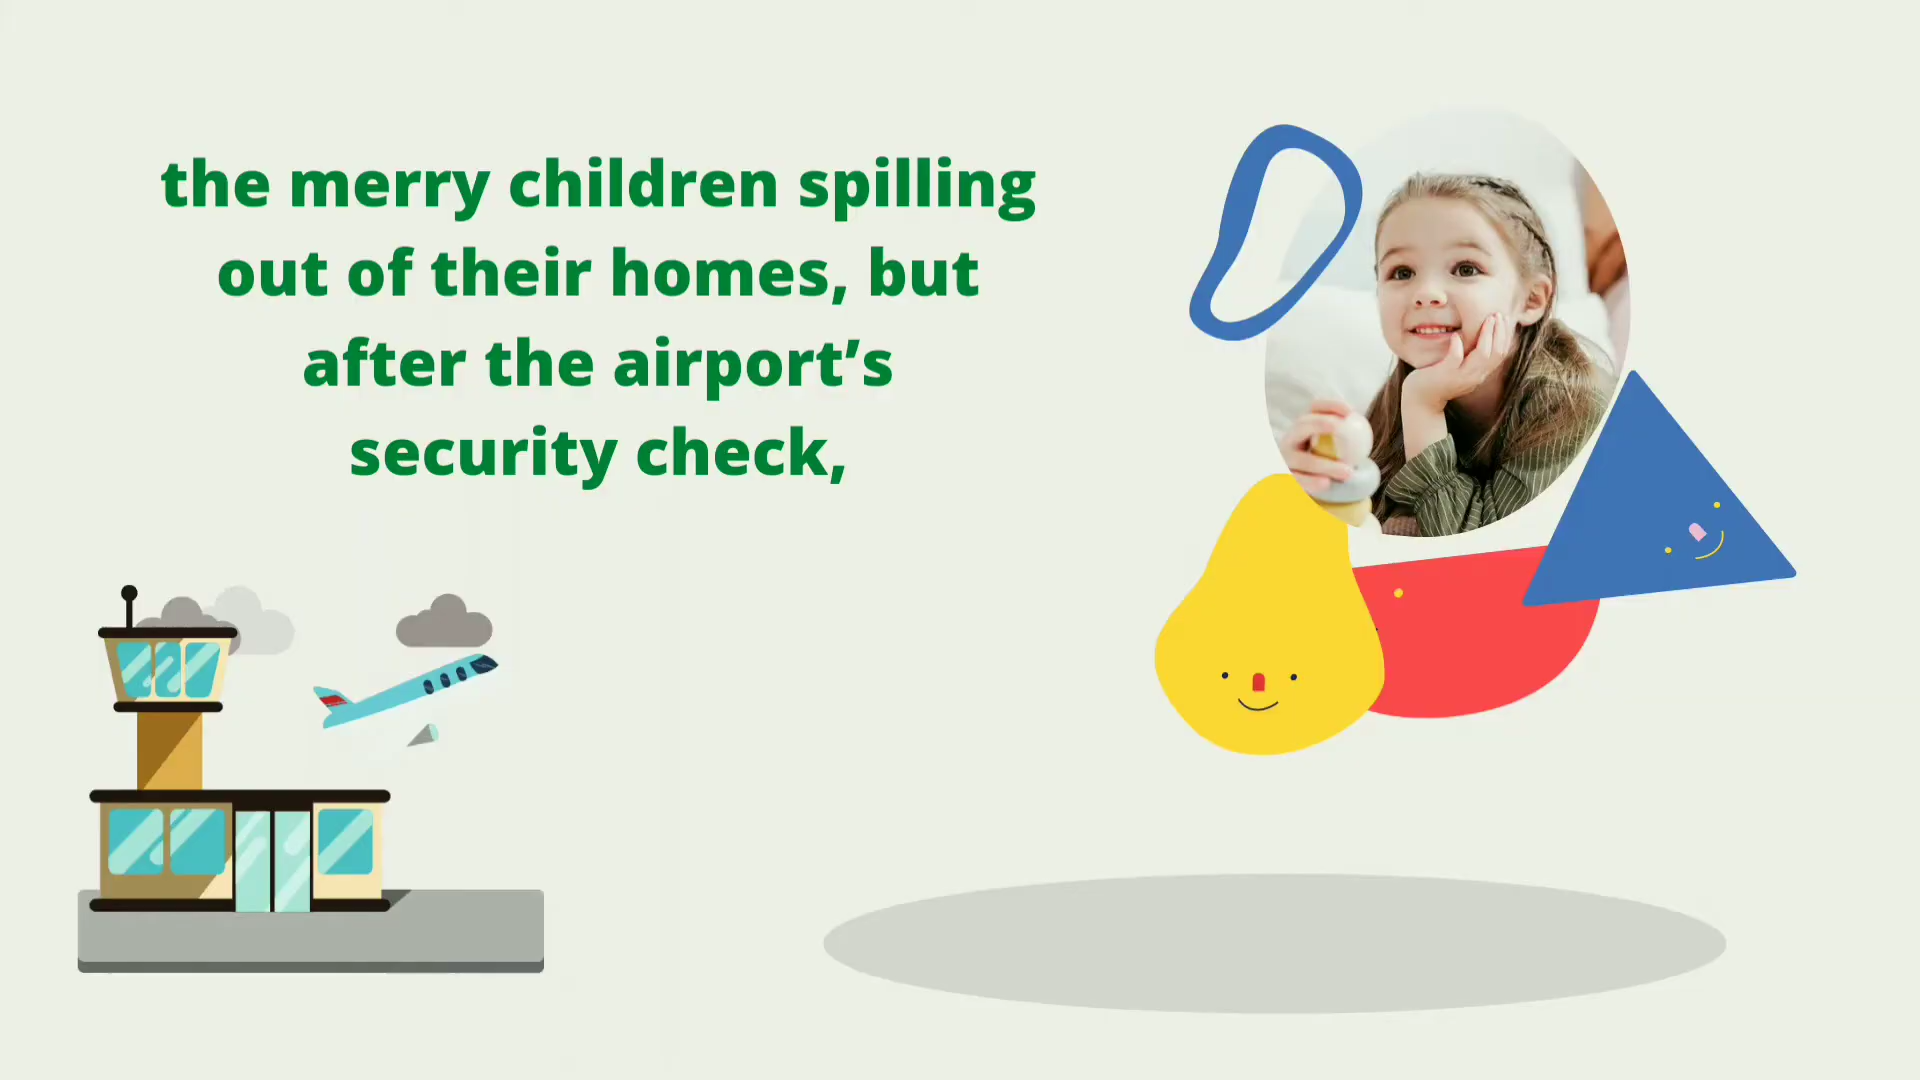 the merry children spilling
out of their homes, but
after the airport’s
security check,